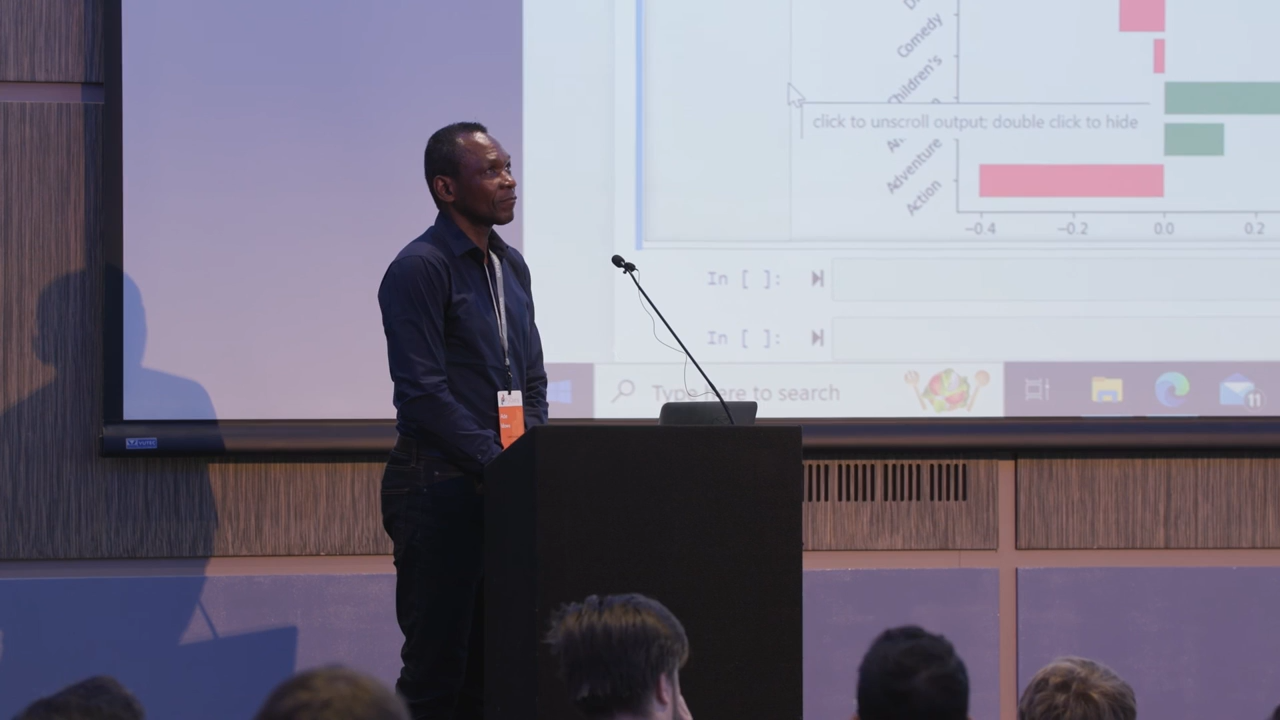 Comedy
Children's
click to unscroll output; double click to hide
Adventure
Action
−0.4 −0.2 0.0 0.2
In [ ]:
In [ ]:
Type here to search
11